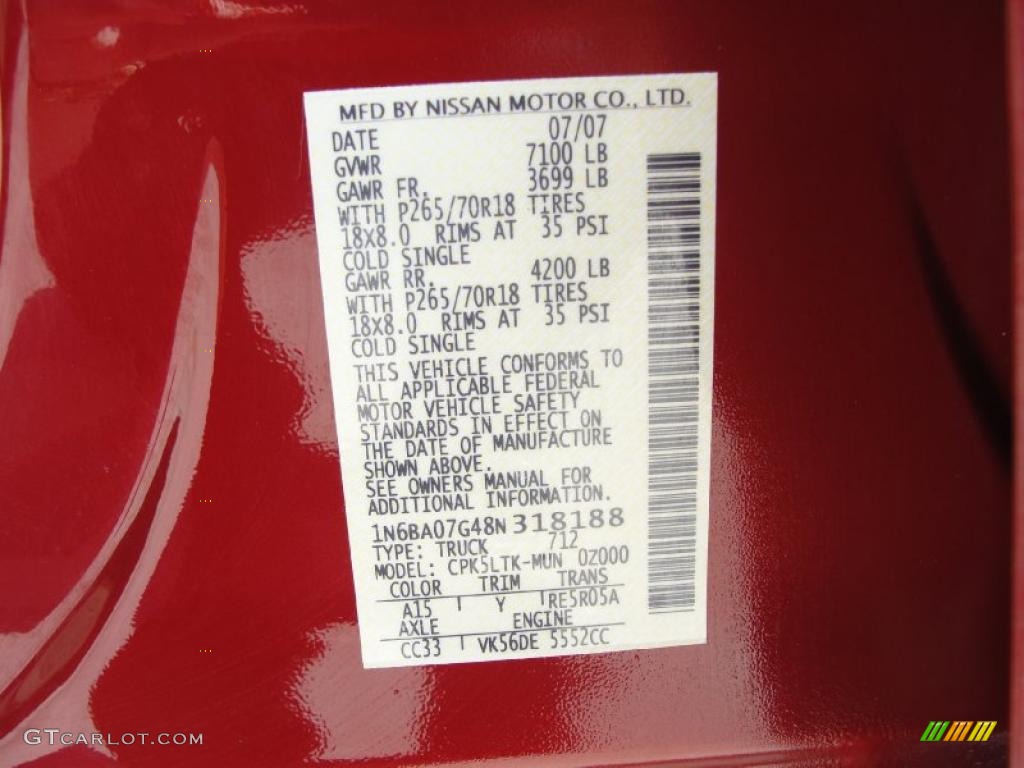 MFD BY NISSAN MOTOR CO., LTD.
DATE 07/07
GVWR 7100 LB
GAWR FR. 3699 LB
WITH P265/70R18 TIRES
18X8.0 RIMS AT 35 PSI
COLD SINGLE
GAWR RR. 4200 LB
WITH P265/70R18 TIRES
18X8.0 RIMS AT 35 PSI
COLD SINGLE
THIS VEHICLE CONFORMS TO
ALL APPLICABLE FEDERAL
MOTOR VEHICLE SAFETY
STANDARDS IN EFFECT ON
THE DATE OF MANUFACTURE
SHOWN ABOVE.
SEE OWNERS MANUAL FOR
ADDITIONAL INFORMATION.
1N6BA07G48N318188
TYPE: TRUCK 712
MODEL: CPK5LTK-MUN 0Z000
COLOR TRIM TRANS
A15 Y RE5R05A
AXLE ENGINE
CC33 VK56DE 5552CC
GTCARLOT.COM